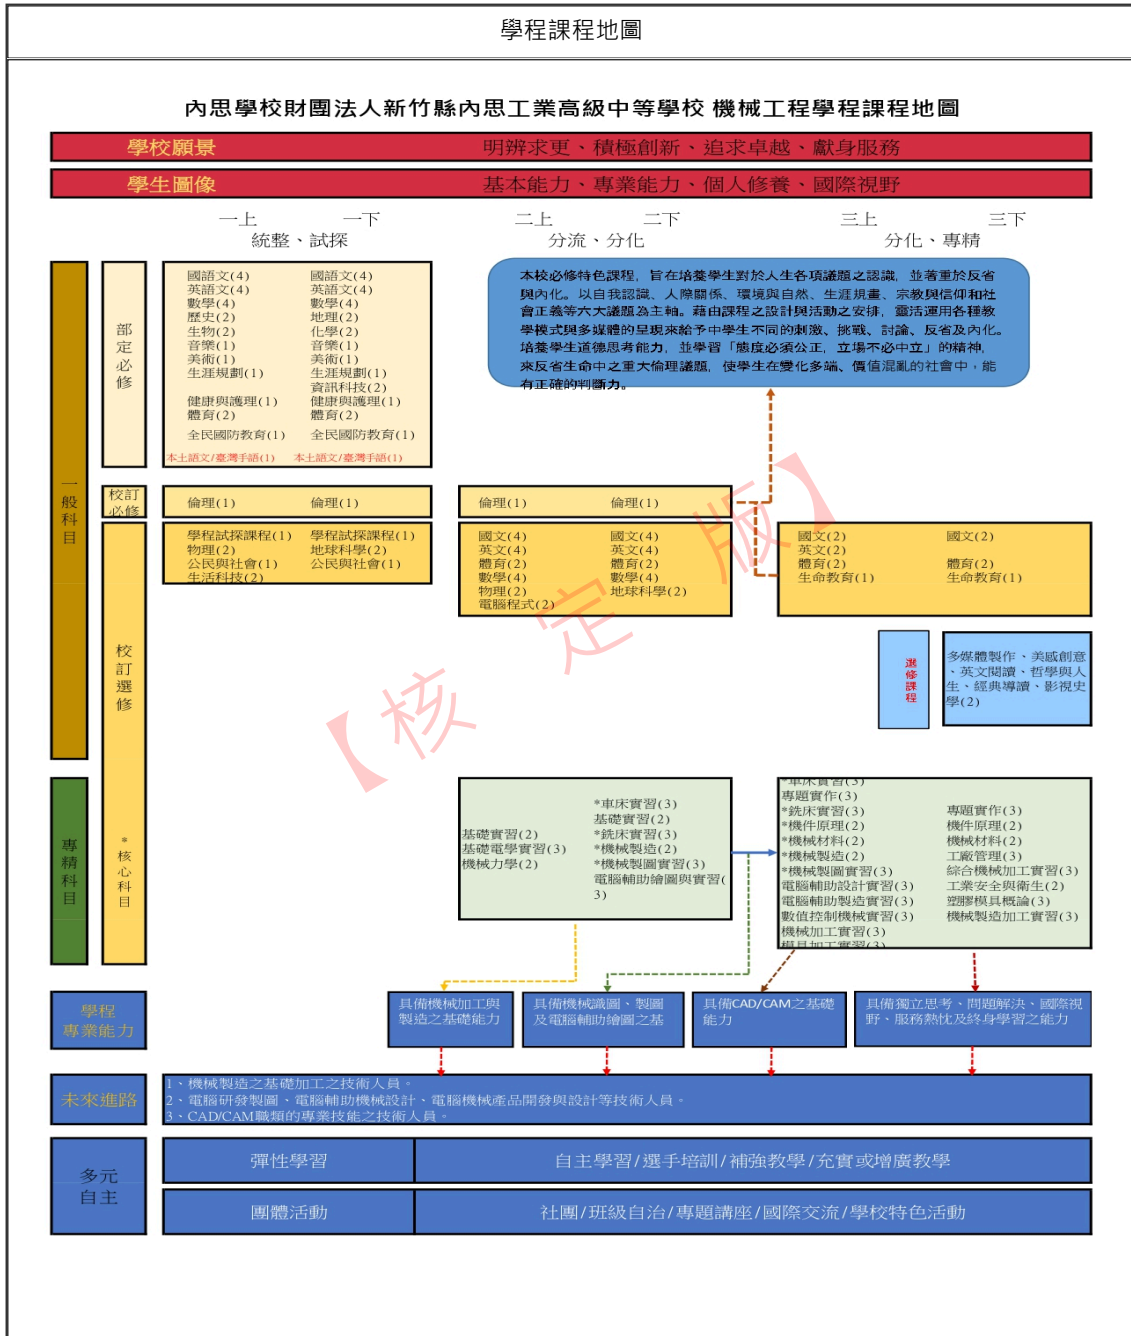 學程課程地圖
內思學校財團法人新竹縣內思工業高級中等學校 機械工程學程課程地圖
學校願景 明辨求更、積極創新、追求卓越、獻身服務
學生圖像 基本能力、專業能力、個人修養、國際視野
一上 一下 二上 二下 三上 三下
統整、試探 分流、分化 分化、專精
一般科目
部定必修
國語文(4) 國語文(4)
英語文(4) 英語文(4)
數學(4) 數學(4)
歷史(2) 地理(2)
生物(2) 化學(2)
音樂(1) 音樂(1)
美術(1) 美術(1)
生涯規劃(1) 生涯規劃(1)
資訊科技(2)
健康與護理(1) 健康與護理(1)
體育(2) 體育(2)
全民國防教育(1) 全民國防教育(1)
本土語文/臺灣手語(1) 本土語文/臺灣手語(1)
本校必修特色課程，旨在培養學生對於人生各項議題之認識，並著重於反省
與內化。以自我認識、人際關係、環境與自然、生涯規畫、宗教與信仰和社
會正義等六大議題為主軸。藉由課程之設計與活動之安排，靈活運用各種教
學模式與多媒體的呈現來給予中學生不同的刺激、挑戰、討論、反省及內化。
培養學生道德思考能力，並學習「態度必須公正，立場不必中立」的精神，
來反省生命中之重大倫理議題，使學生在變化多端、價值混亂的社會中，能
有正確的判斷力。
校訂
必修
倫理(1) 倫理(1) 倫理(1) 倫理(1)
校訂選修
學程試探課程(1) 學程試探課程(1)
物理(2) 地球科學(2)
公民與社會(1) 公民與社會(1)
生活科技(2)
國文(4) 國文(4)
英文(4) 英文(4)
體育(2) 體育(2)
數學(4) 數學(4)
物理(2) 地球科學(2)
電腦程式(2)
國文(2) 國文(2)
英文(2)
體育(2) 體育(2)
生命教育(1) 生命教育(1)
選修課程
多媒體製作、美感創意
、英文閱讀、哲學與人
生、經典導讀、影視史
學(2)
【核定版】
專精科目
*核心科目
基礎實習(2)
基礎電學實習(3)
機械力學(2)
*車床實習(3)
基礎實習(2)
*銑床實習(3)
*機械製造(2)
*機械製圖實習(3)
電腦輔助繪圖與實習(
3)
*車床實習(3)
專題實作(3)
*銑床實習(3)
*機件原理(2)
*機械材料(2)
*機械製造(2)
*機械製圖實習(3)
電腦輔助設計實習(3)
電腦輔助製造實習(3)
數值控制機械實習(3)
機械加工實習(3)
模具加工實習(3)
專題實作(3)
機件原理(2)
機械材料(2)
工廠管理(3)
綜合機械加工實習(3)
工業安全與衛生(2)
塑膠模具概論(3)
機械製造加工實習(3)
學程
專業能力
具備機械加工與
製造之基礎能力
具備機械識圖、製圖
及電腦輔助繪圖之基
具備CAD/CAM之基礎
能力
具備獨立思考、問題解決、國際視
野、服務熱忱及終身學習之能力
未來進路
1、機械製造之基礎加工之技術人員。
2、電腦研發製圖、電腦輔助機械設計、電腦機械產品開發與設計等技術人員。
3、CAD/CAM職類的專業技能之技術人員。
多元
自主
彈性學習 自主學習/選手培訓/補強教學/充實或增廣教學
團體活動 社團/班級自治/專題講座/國際交流/學校特色活動